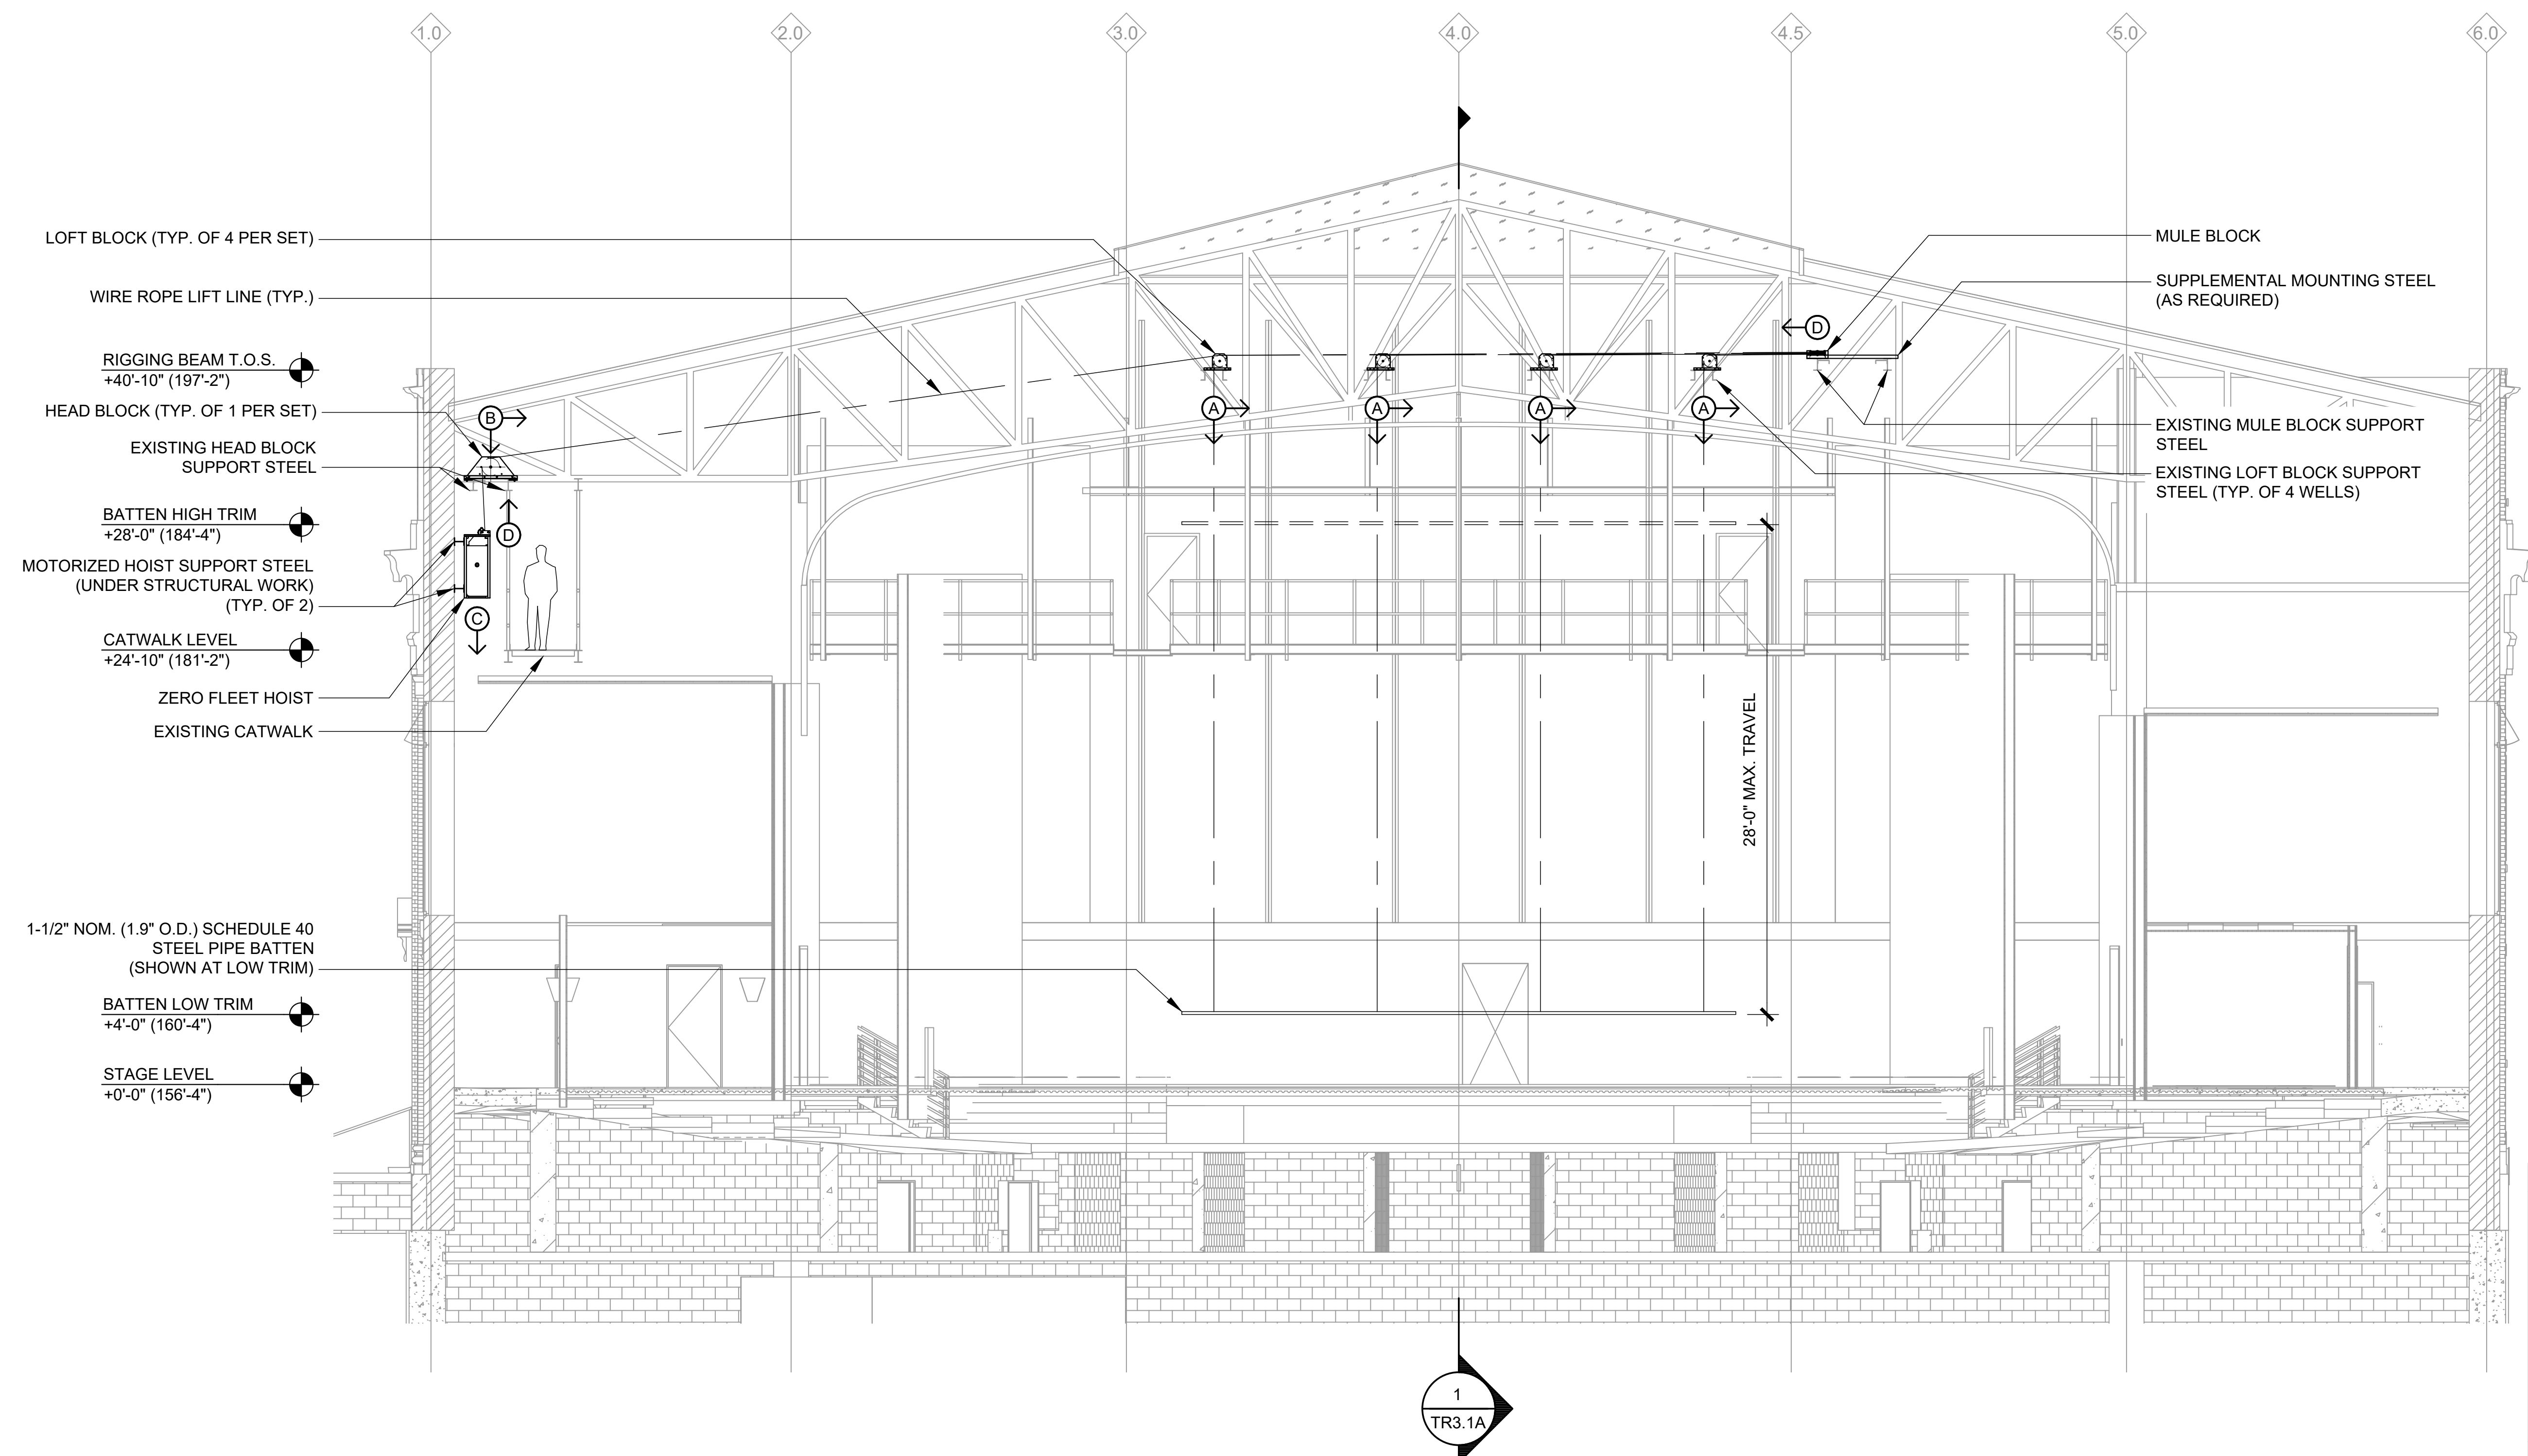 1.0
2.0
3.0
4.0
4.5
5.0
6.0
LOFT BLOCK (TYP. OF 4 PER SET)
WIRE ROPE LIFT LINE (TYP.)
RIGGING BEAM T.O.S.
+40'-10" (197'-2")
HEAD BLOCK (TYP. OF 1 PER SET)
EXISTING HEAD BLOCK
SUPPORT STEEL
BATTEN HIGH TRIM
+28'-0" (184'-4")
MOTORIZED HOIST SUPPORT STEEL
(UNDER STRUCTURAL WORK)
(TYP. OF 2)
CATWALK LEVEL
+24'-10" (181'-2")
ZERO FLEET HOIST
EXISTING CATWALK
1-1/2" NOM. (1.9" O.D.) SCHEDULE 40
STEEL PIPE BATTEN
(SHOWN AT LOW TRIM)
BATTEN LOW TRIM
+4'-0" (160'-4")
STAGE LEVEL
+0'-0" (156'-4")
B
D
C
A
A
A
A
D
28'-0" MAX. TRAVEL
MULE BLOCK
SUPPLEMENTAL MOUNTING STEEL
(AS REQUIRED)
EXISTING MULE BLOCK SUPPORT
STEEL
EXISTING LOFT BLOCK SUPPORT
STEEL (TYP. OF 4 WELLS)
1
TR3.1A